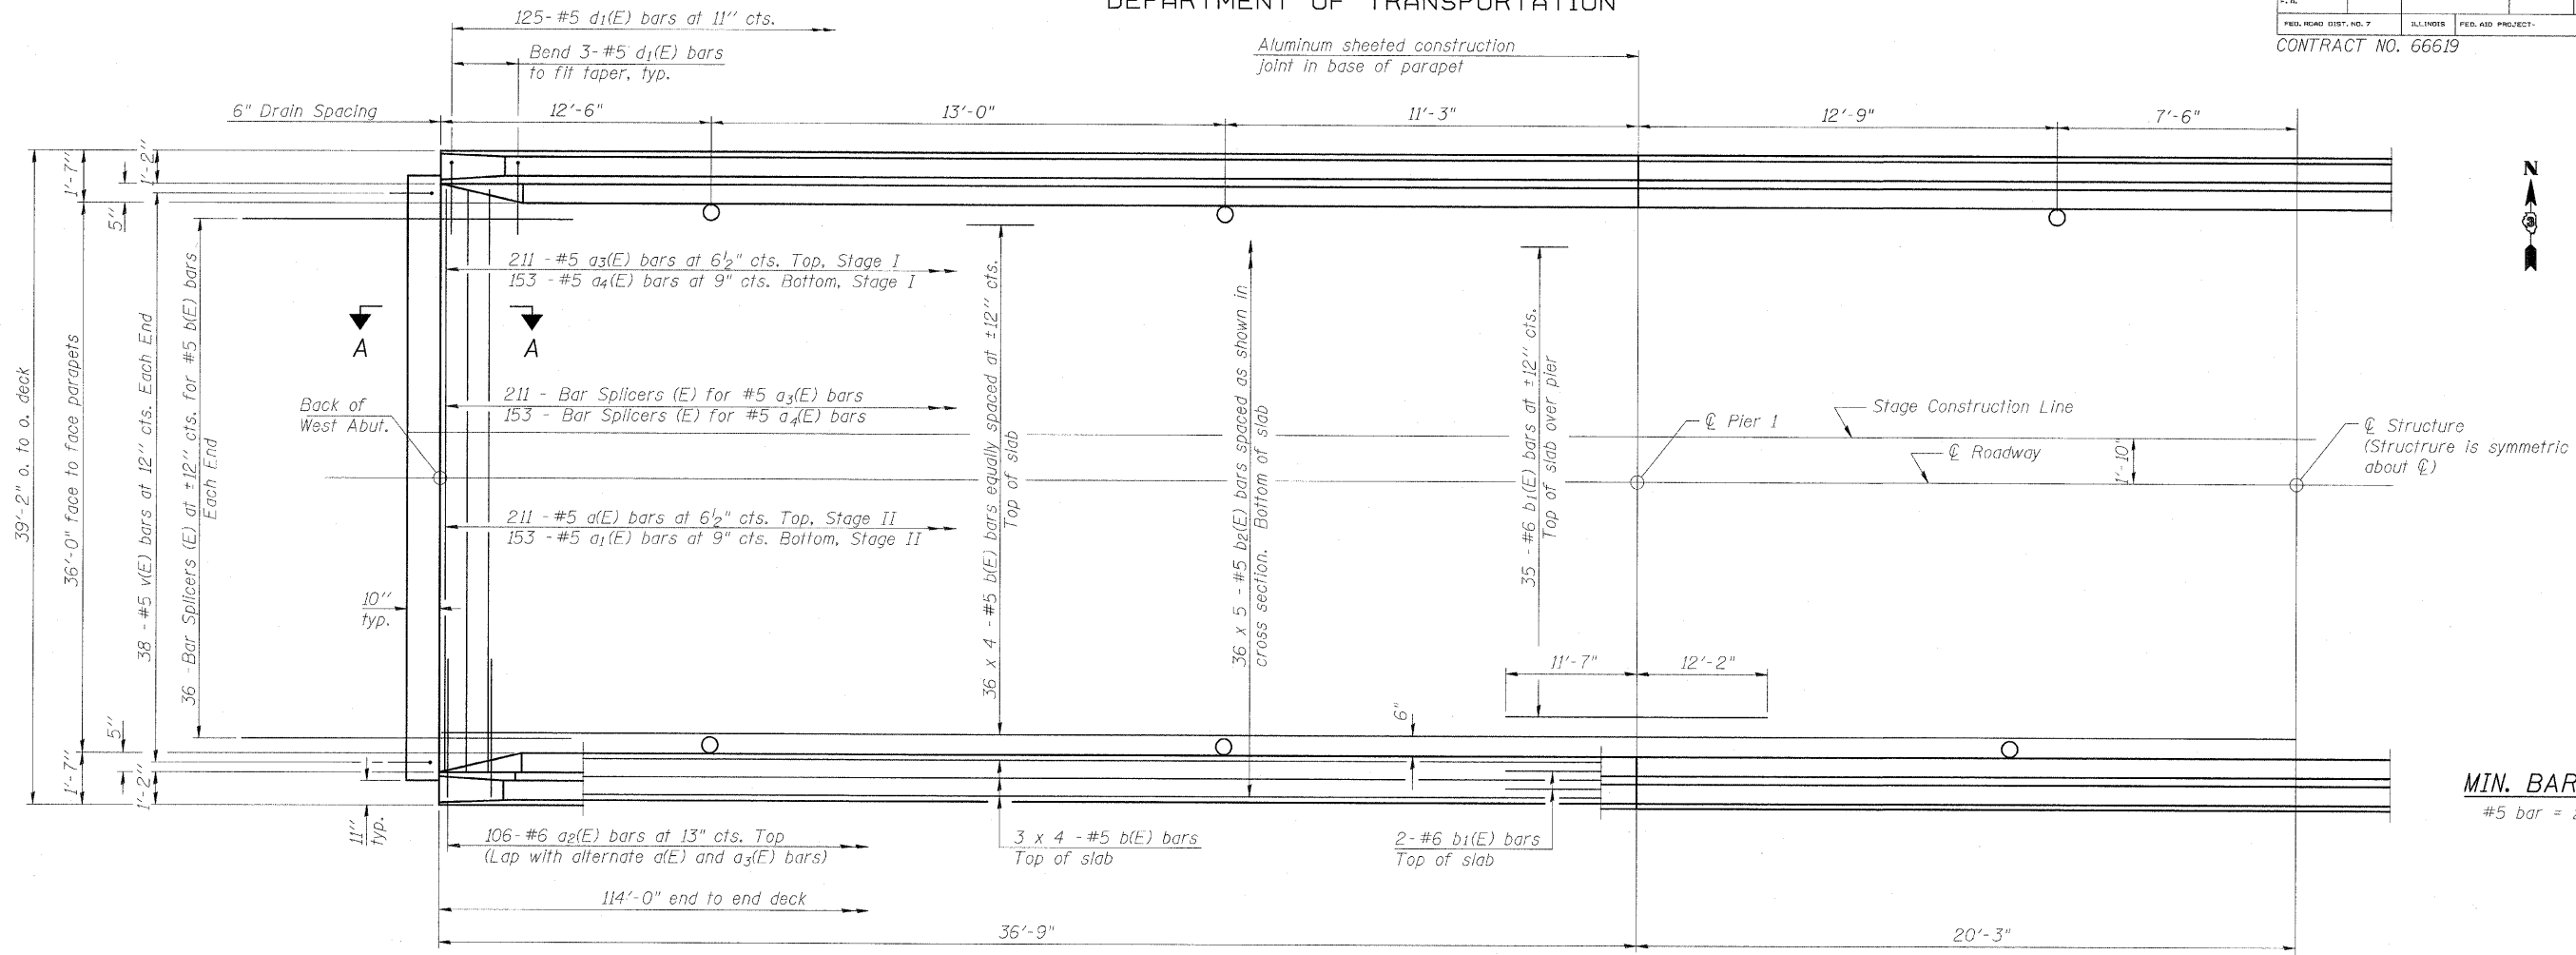 DEPARTMENT OF TRANSPORTATION
FED. ROAD DIST. NO. 7 ILLINOIS FED. AID PROJECT-
CONTRACT NO. 66619
125-#5 d1(E) bars at 11" cts.
Bend 3-#5 d1(E) bars
to fit taper, typ.
Aluminum sheeted construction
joint in base of parapet
6" Drain Spacing
12'-6"
13'-0"
11'-3"
12'-9"
7'-6"
1'-7"
1'-2"
5"
N
211 - #5 a3(E) bars at 6½" cts. Top, Stage I
153 - #5 a4(E) bars at 9" cts. Bottom, Stage I
A
A
211 - Bar Splicers (E) for #5 a3(E) bars
153 - Bar Splicers (E) for #5 a4(E) bars
Back of
West Abut.
39'-2" o. to o. deck
36'-0" face to face parapets
38 - #5 v(E) bars at 12" cts. Each End
36 - Bar Splicers (E) at ±12" cts. for #5 b(E) bars
Each End
36 x 4 - #5 b(E) bars equally spaced at ±12" cts.
Top of slab
36 x 5 - #5 b2(E) bars spaced as shown in
cross section. Bottom of slab
35 - #6 b1(E) bars at ±12" cts.
Top of slab over pier
℄ Pier 1
Stage Construction Line
℄ Roadway
1'-10"
℄ Structure
(Structrure is symmetric
about ℄)
211 - #5 a(E) bars at 6½" cts. Top, Stage II
153 - #5 a1(E) bars at 9" cts. Bottom, Stage II
10"
typ.
11'-7"
12'-2"
6"
5"
1'-7"
1'-2"
11"
typ.
MIN. BAR
#5 bar =
106-#6 a2(E) bars at 13" cts. Top
(Lap with alternate a(E) and a3(E) bars)
3 x 4 - #5 b(E) bars
Top of slab
2-#6 b1(E) bars
Top of slab
114'-0" end to end deck
36'-9"
20'-3"